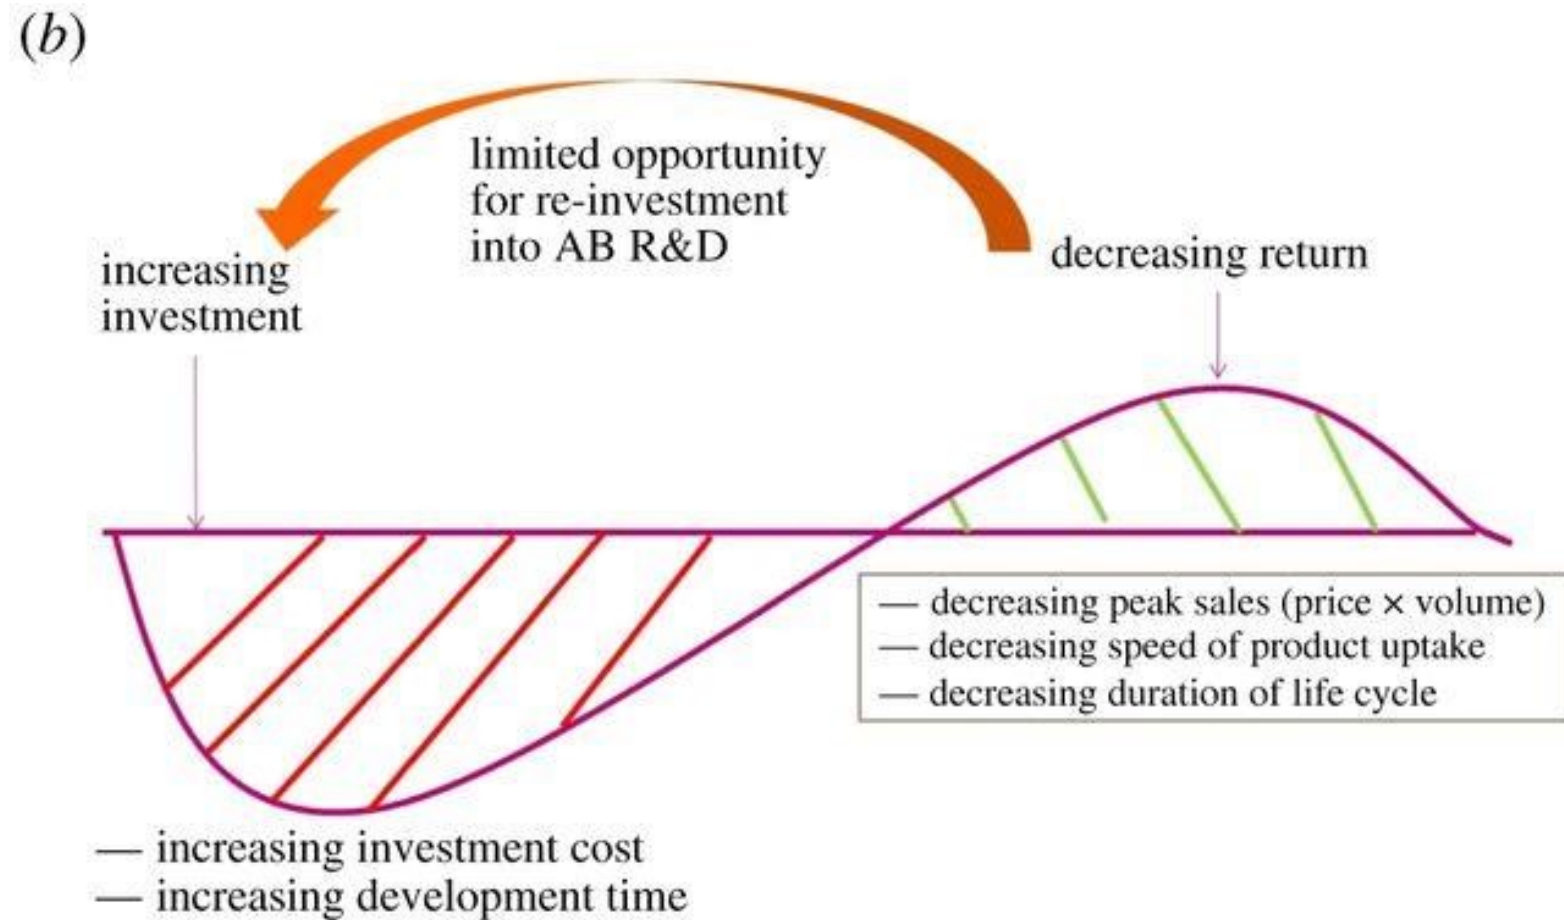 (b)
limited opportunity
for re-investment
into AB R&D
increasing
investment
decreasing return
— decreasing peak sales (price × volume)
— decreasing speed of product uptake
— decreasing duration of life cycle
— increasing investment cost
— increasing development time